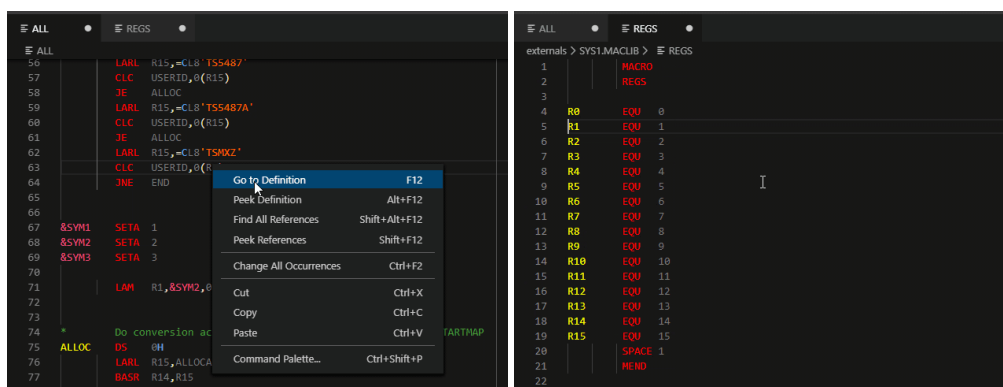 ALL ● REGS ●
ALL
56 LARL R15,=CL8'TS5487'
57 CLC USERID,0(R15)
58 JE ALLOC
59 LARL R15,=CL8'TS5487A'
60 CLC USERID,0(R15)
61 JE ALLOC
62 LARL R15,=CL8'TSMXZ'
63 CLC USERID,0(R
64 JNE END
65
66
67 &SYM1 SETA 1
68 &SYM2 SETA 2
69 &SYM3 SETA 3
70
71 LAM R1,&SYM2,0
72
73
74 * Do conversion ac TARTMAP
75 ALLOC DS 0H
76 LARL R15,ALLOCA
77 BASR R14,R15
Go to Definition F12
Peek Definition Alt+F12
Find All References Shift+Alt+F12
Peek References Shift+F12
Change All Occurrences Ctrl+F2
Cut Ctrl+X
Copy Ctrl+C
Paste Ctrl+V
Command Palette... Ctrl+Shift+P
ALL ● REGS ●
externals > SYS1.MACLIB > REGS
1 MACRO
2 REGS
3
4 R0 EQU 0
5 R1 EQU 1
6 R2 EQU 2
7 R3 EQU 3
8 R4 EQU 4
9 R5 EQU 5
10 R6 EQU 6
11 R7 EQU 7
12 R8 EQU 8
13 R9 EQU 9
14 R10 EQU 10
15 R11 EQU 11
16 R12 EQU 12
17 R13 EQU 13
18 R14 EQU 14
19 R15 EQU 15
20 SPACE 1
21 MEND
22